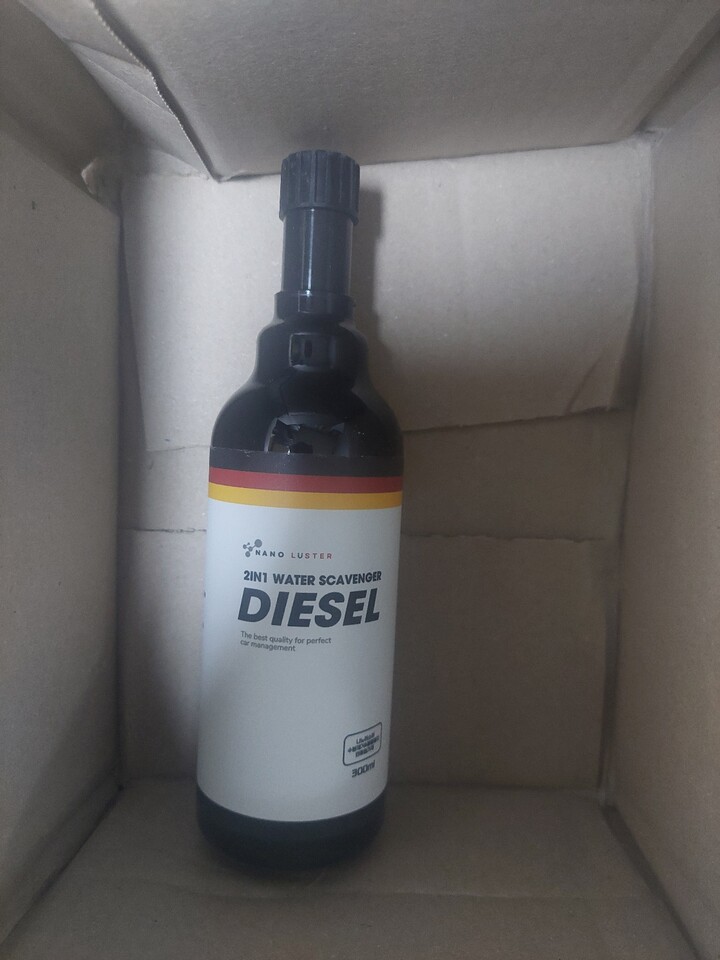 NANO LUSTER
2IN1 WATER SCAVENGER
DIESEL
The best quality for perfect
car management
300ml